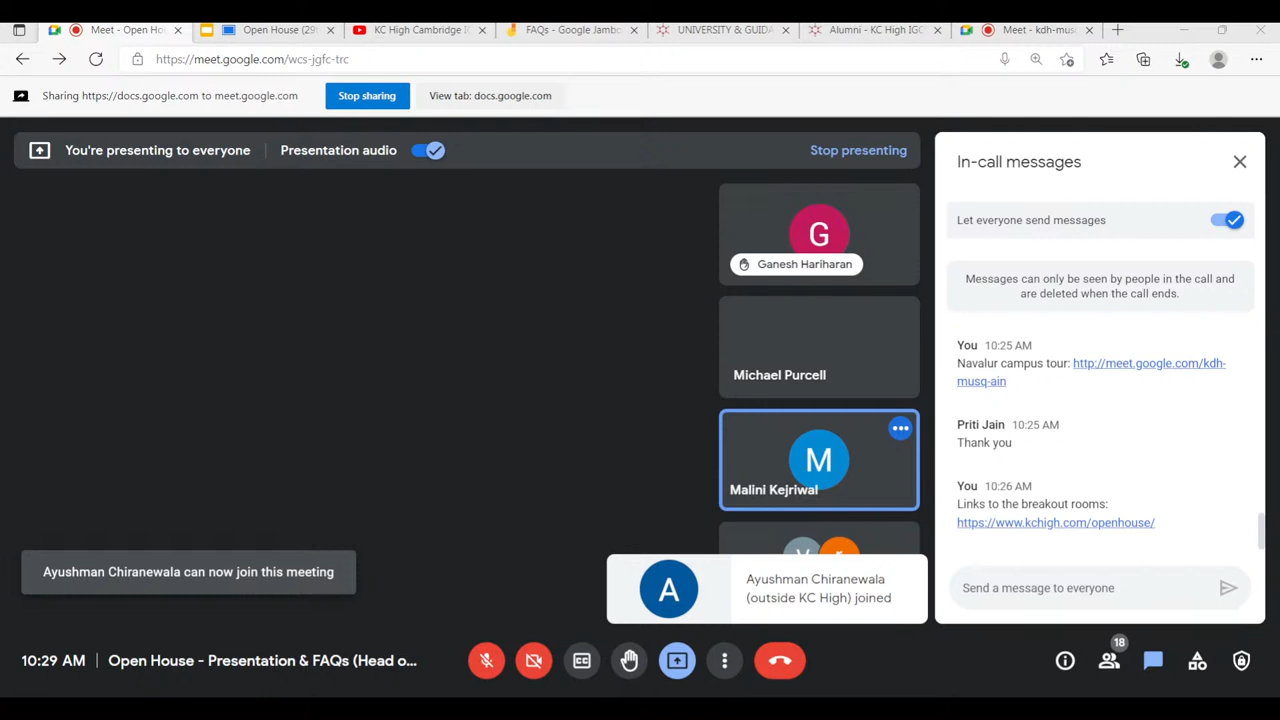 Meet - Open Hou
Open House (29t
KC High Cambridge IG
FAQs - Google Jambo
UNIVERSITY & GUIDA
Alumni - KC High IGC
Meet - kdh-mus
https://meet.google.com/wcs-jgfc-trc
Sharing https://docs.google.com to meet.google.com
Stop sharing
View tab: docs.google.com
You're presenting to everyone
Presentation audio
Stop presenting
G
Ganesh Hariharan
Michael Purcell
M
Malini Kejriwal
In-call messages
Let everyone send messages
Messages can only be seen by people in the call and
are deleted when the call ends.
You 10:25 AM
Navalur campus tour: http://meet.google.com/kdh-
musq-ain
Priti Jain 10:25 AM
Thank you
You 10:26 AM
Links to the breakout rooms:
https://www.kchigh.com/openhouse/
Send a message to everyone
Ayushman Chiranewala can now join this meeting
A
Ayushman Chiranewala
(outside KC High) joined
10:29 AM | Open House - Presentation & FAQs (Head o...
CC
18